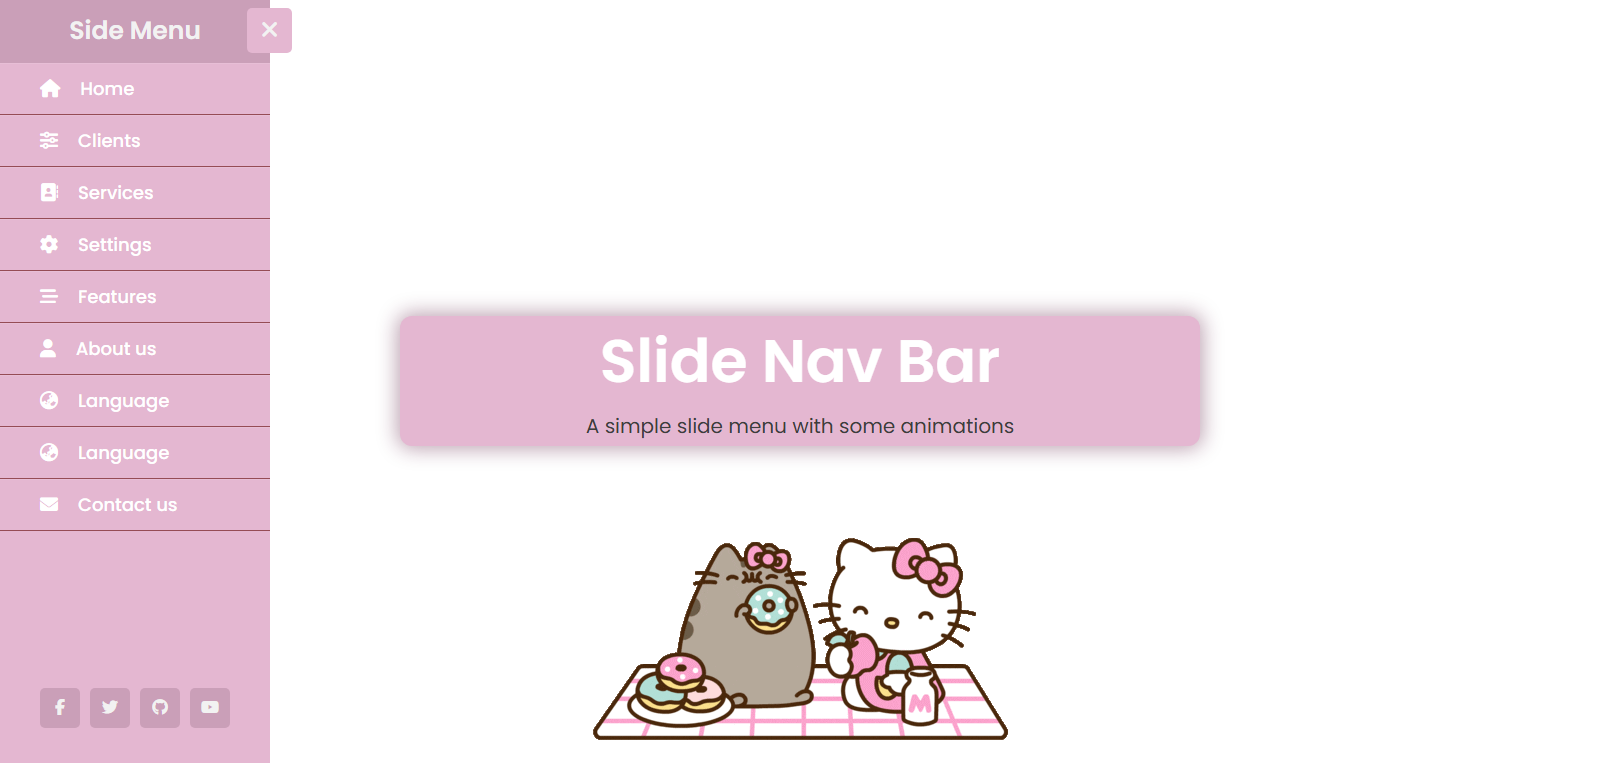 Side Menu
Home
Clients
Services
Settings
Features
About us
Language
Language
Contact us
Slide Nav Bar
A simple slide menu with some animations
M